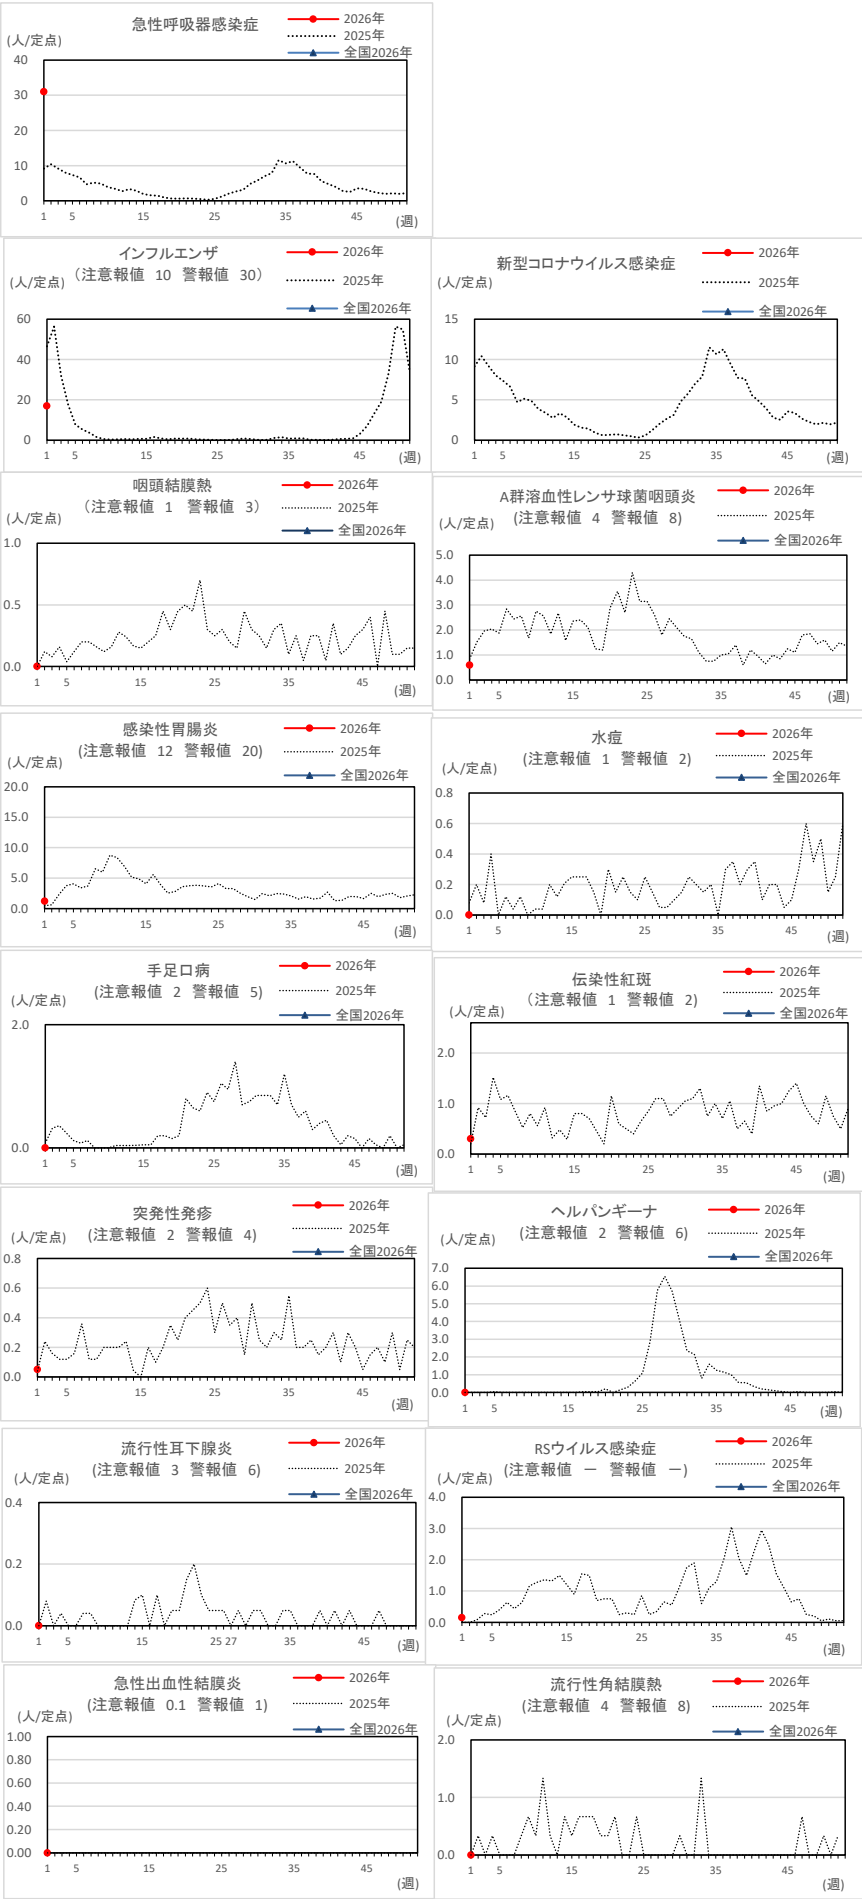 急性呼吸器感染症
2026年
2025年
全国2026年
(人/定点)
40
30
20
10
0
1 5 15 25 35 45
(週)
インフルエンザ
（注意報値 10 警報値 30）
2026年
2025年
全国2026年
(人/定点)
60
40
20
0
1 5 15 25 35 45
(週)
新型コロナウイルス感染症
2026年
2025年
全国2026年
(人/定点)
15
10
5
0
1 5 15 25 35 45
(週)
咽頭結膜熱
（注意報値 1 警報値 3）
2026年
2025年
全国2026年
(人/定点)
1.0
0.5
0.0
1 5 15 25 35 45
(週)
A群溶血性レンサ球菌咽頭炎
(注意報値 4 警報値 8)
2026年
2025年
全国2026年
(人/定点)
5.0
4.0
3.0
2.0
1.0
0.0
1 5 15 25 35 45
(週)
感染性胃腸炎
(注意報値 12 警報値 20)
2026年
2025年
全国2026年
(人/定点)
20.0
15.0
10.0
5.0
0.0
1 5 15 25 35 45
(週)
水痘
(注意報値 1 警報値 2)
2026年
2025年
全国2026年
(人/定点)
0.8
0.6
0.4
0.2
0.0
1 5 15 25 35 45
(週)
手足口病
(注意報値 2 警報値 5)
2026年
2025年
全国2026年
(人/定点)
2.0
0.0
1 5 15 25 35 45
(週)
伝染性紅斑
（注意報値 1 警報値 2)
2026年
2025年
全国2026年
(人/定点)
2.0
1.0
0.0
1 5 15 25 35 45
(週)
突発性発疹
(注意報値 2 警報値 4)
2026年
2025年
全国2026年
(人/定点)
0.8
0.6
0.4
0.2
0.0
1 5 15 25 35 45
(週)
ヘルパンギーナ
(注意報値 2 警報値 6)
2026年
2025年
全国2026年
(人/定点)
7.0
6.0
5.0
4.0
3.0
2.0
1.0
0.0
1 5 15 25 35 45
(週)
流行性耳下腺炎
(注意報値 3 警報値 6)
2026年
2025年
全国2026年
(人/定点)
0.4
0.2
0.0
1 5 15 25 27 35 45
(週)
RSウイルス感染症
(注意報値 ー 警報値 ー)
2026年
2025年
全国2026年
(人/定点)
4.0
3.0
2.0
1.0
0.0
1 5 15 25 35 45
(週)
急性出血性結膜炎
(注意報値 0.1 警報値 1)
2026年
2025年
全国2026年
(人/定点)
1.00
0.80
0.60
0.40
0.20
0.00
1 5 15 25 35 45
(週)
流行性角結膜熱
(注意報値 4 警報値 8)
2026年
2025年
全国2026年
(人/定点)
2.0
1.0
0.0
1 5 15 25 35 45
(週)